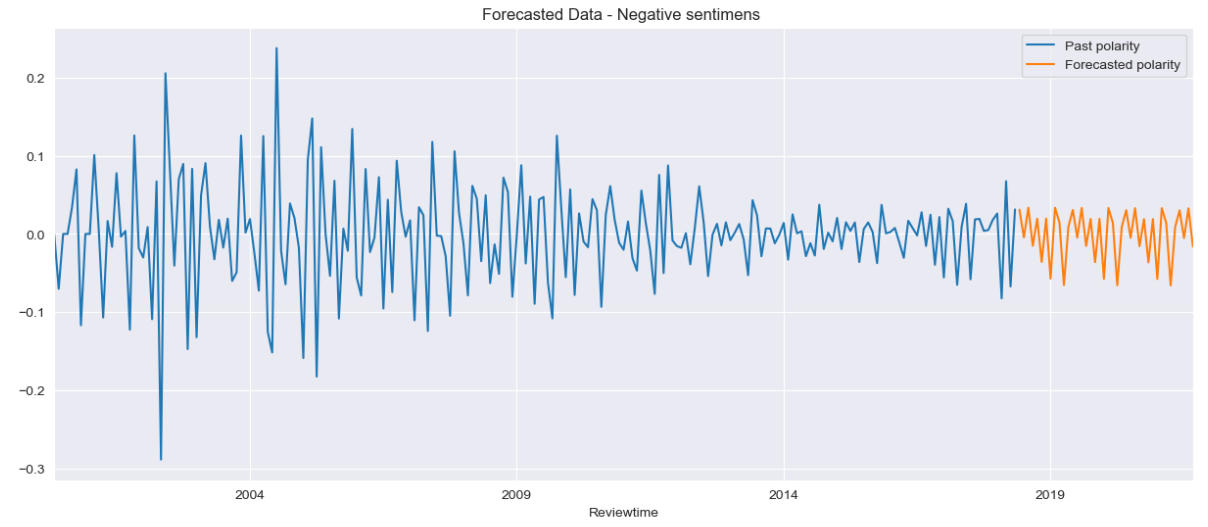 Forecasted Data - Negative sentimens
Past polarity
Forecasted polarity
0.2
0.1
0.0
−0.1
−0.2
−0.3
2004
2009
2014
2019
Reviewtime